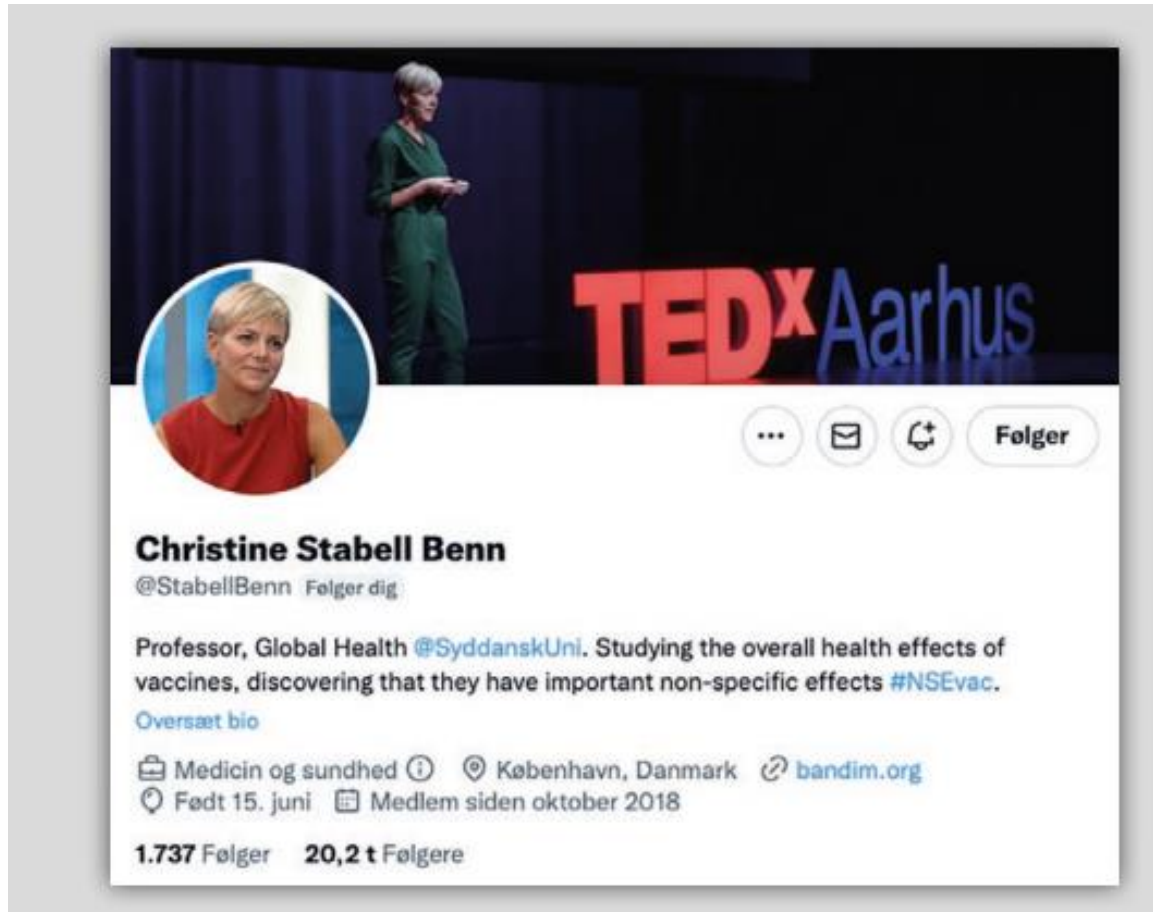 TEDxAarhus
Følger
Christine Stabell Benn
@StabellBenn Følger dig
Professor, Global Health @SyddanskUni. Studying the overall health effects of
vaccines, discovering that they have important non-specific effects #NSEvac.
Oversæt bio
Medicin og sundhed København, Danmark bandim.org
Født 15. juni Medlem siden oktober 2018
1.737 Følger 20,2 t Følgere